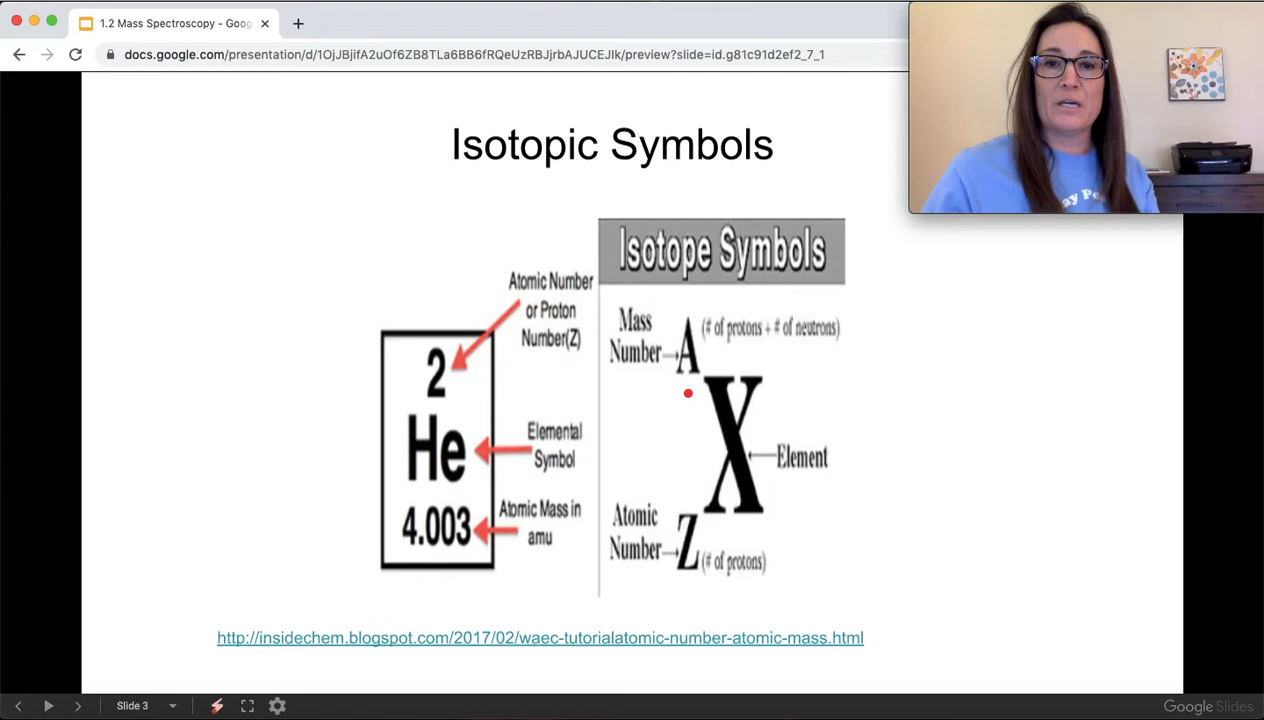 1.2 Mass Spectroscopy - Goog
docs.google.com/presentation/d/1OjJBjifA2uOf6ZB8TLa6BB6fRQeUzRBJjrbAJUCEJlk/preview?slide=id.g81c91d2ef2_7_1
Isotopic Symbols
Atomic Number
or Proton
Number(Z)
2
He
Elemental
Symbol
4.003
Atomic Mass in
amu
Isotope Symbols
Mass
Number
A
(# of protons + # of neutrons)
X
Element
Atomic
Number
Z
(# of protons)
http://insidechem.blogspot.com/2017/02/waec-tutorialatomic-number-atomic-mass.html
Slide 3
Google Slides